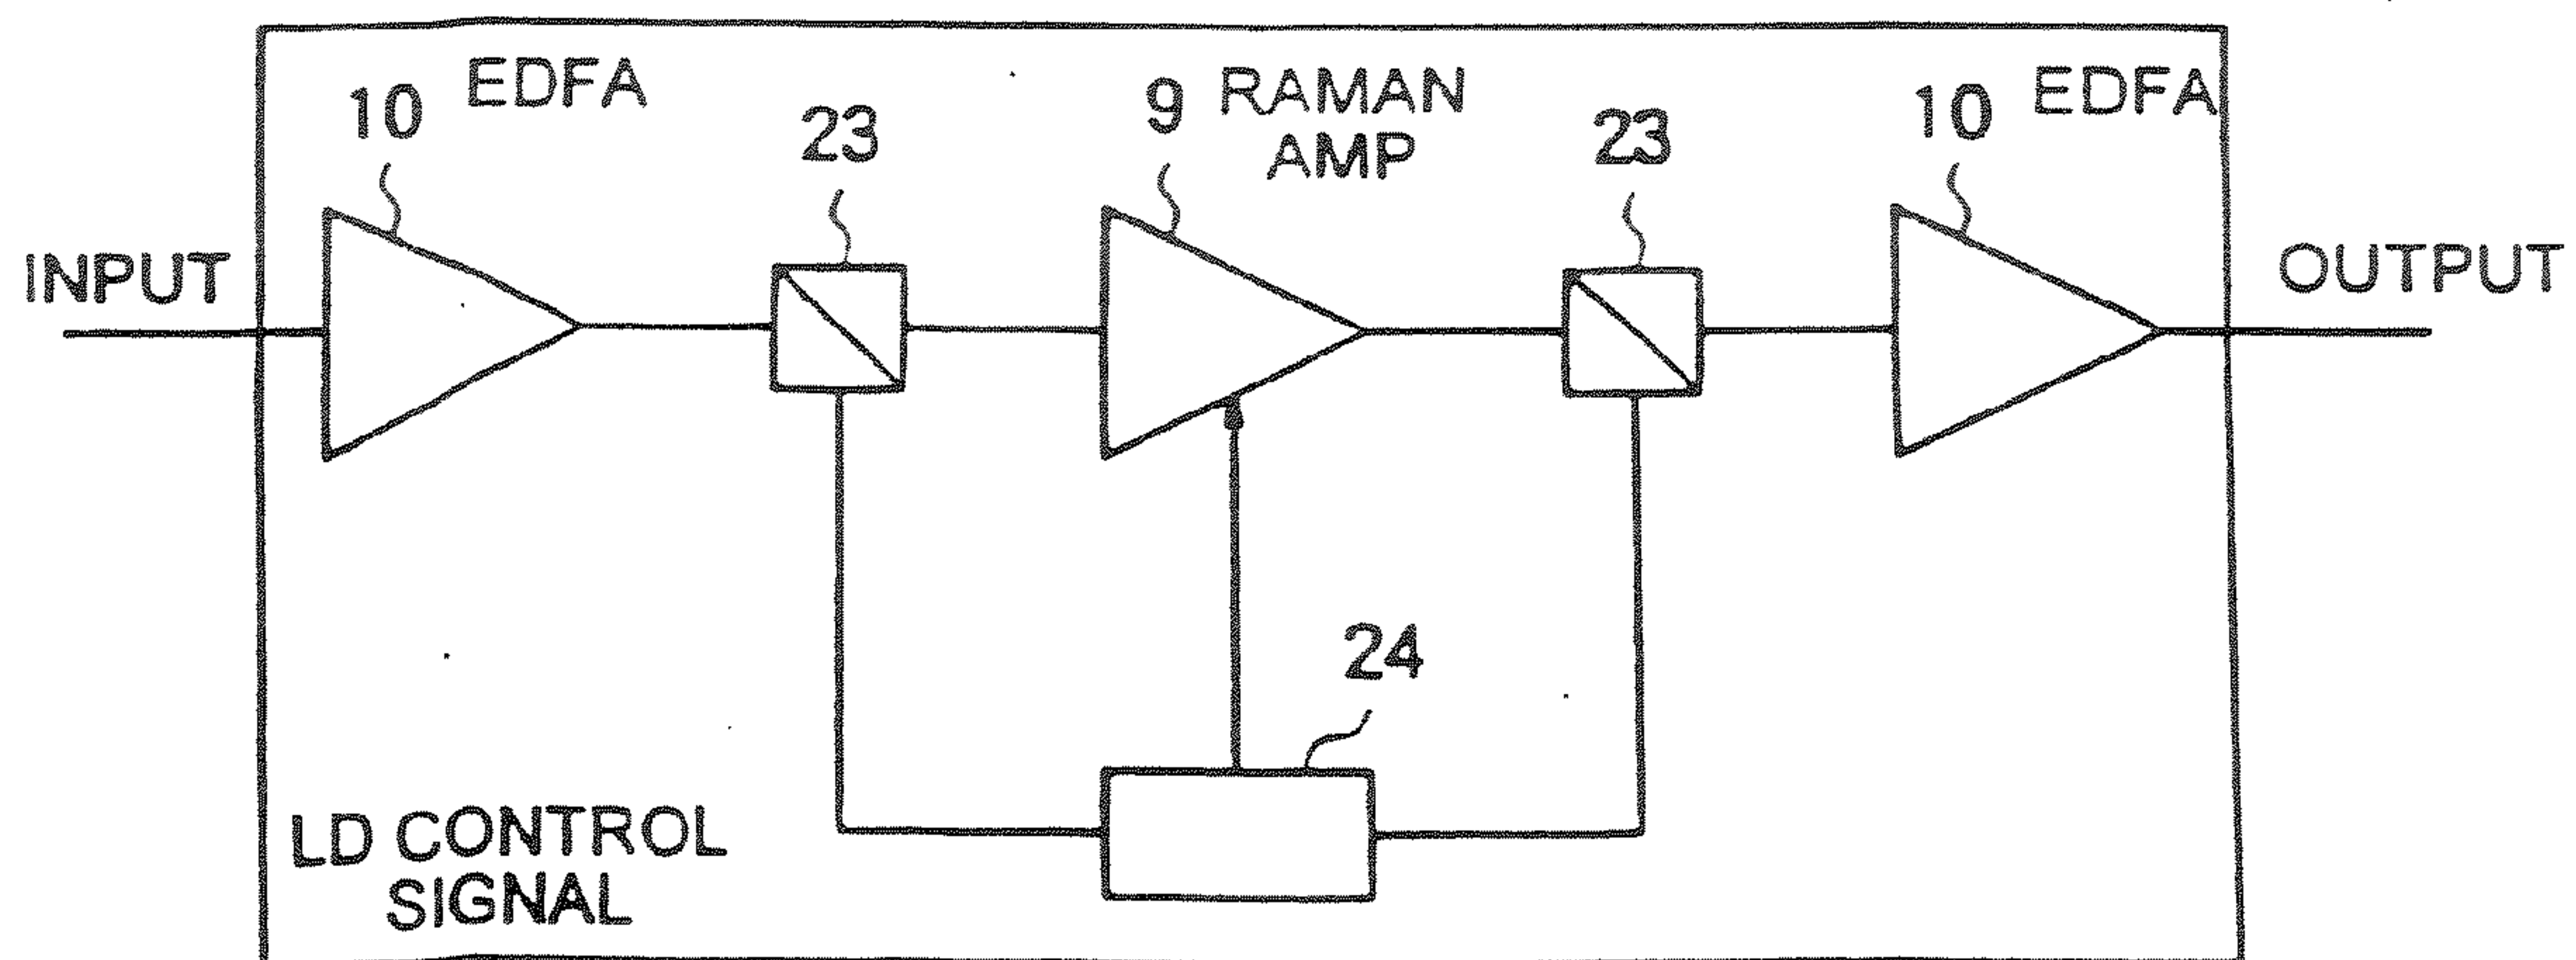 INPUT
10 EDFA
23
9 RAMAN
AMP
23
10 EDFA
OUTPUT
24
LD CONTROL
SIGNAL